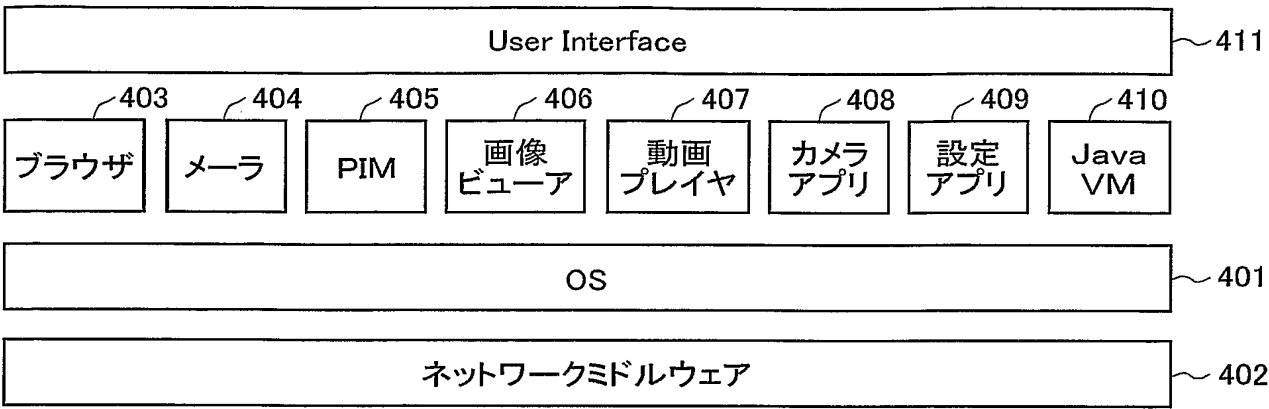 User Interface
411
403
404
405
406
407
408
409
410
ブラウザ
メーラ
PIM
画像
ビューア
動画
プレイヤ
カメラ
アプリ
設定
アプリ
Java
VM
OS
401
ネットワークミドルウェア
402